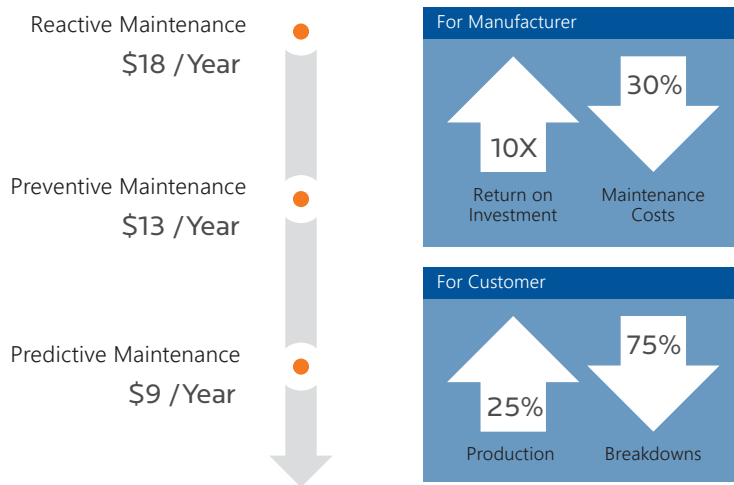 Reactive Maintenance
$18 /Year
Preventive Maintenance
$13 /Year
Predictive Maintenance
$9 /Year
For Manufacturer
10X
30%
Return on
Investment
Maintenance
Costs
For Customer
25%
75%
Production
Breakdowns